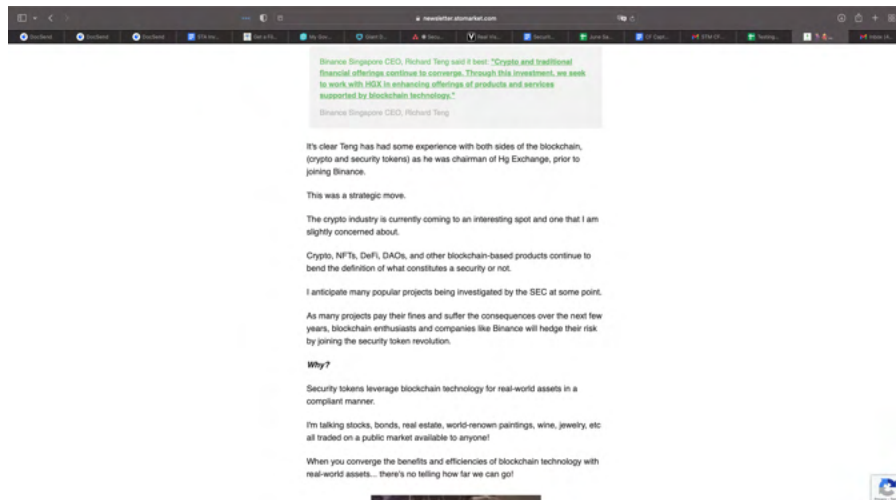 newsletter.stomarket.com
DocSend
DocSend
DocSend
Binance Singapore CEO, Richard Teng said it best: "Crypto and traditional
financial offerings continue to converge. Through this investment, we seek
to work with HGX in enhancing offerings of products and services
supported by blockchain technology."
Binance Singapore CEO, Richard Teng
It's clear Teng has had some experience with both sides of the blockchain,
(crypto and security tokens) as he was chairman of Hg Exchange, prior to
joining Binance.
This was a strategic move.
The crypto industry is currently coming to an interesting spot and one that I am
slightly concerned about.
Crypto, NFTs, DeFi, DAOs, and other blockchain-based products continue to
bend the definition of what constitutes a security or not.
I anticipate many popular projects being investigated by the SEC at some point.
As many projects pay their fines and suffer the consequences over the next few
years, blockchain enthusiasts and companies like Binance will hedge their risk
by joining the security token revolution.
Why?
Security tokens leverage blockchain technology for real-world assets in a
compliant manner.
I'm talking stocks, bonds, real estate, world-renown paintings, wine, jewelry, etc
all traded on a public market available to anyone!
When you converge the benefits and efficiencies of blockchain technology with
real-world assets... there's no telling how far we can go!